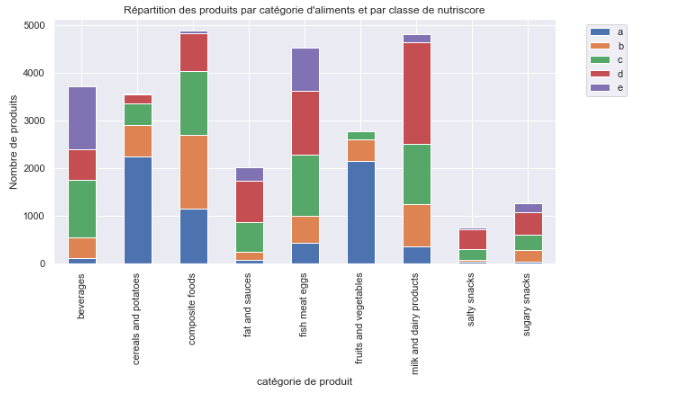 Répartition des produits par catégorie d'aliments et par classe de nutriscore
a
b
c
d
e
Nombre de produits
5000
4000
3000
2000
1000
0
beverages
cereals and potatoes
composite foods
fat and sauces
fish meat eggs
fruits and vegetables
milk and dairy products
salty snacks
sugary snacks
catégorie de produit